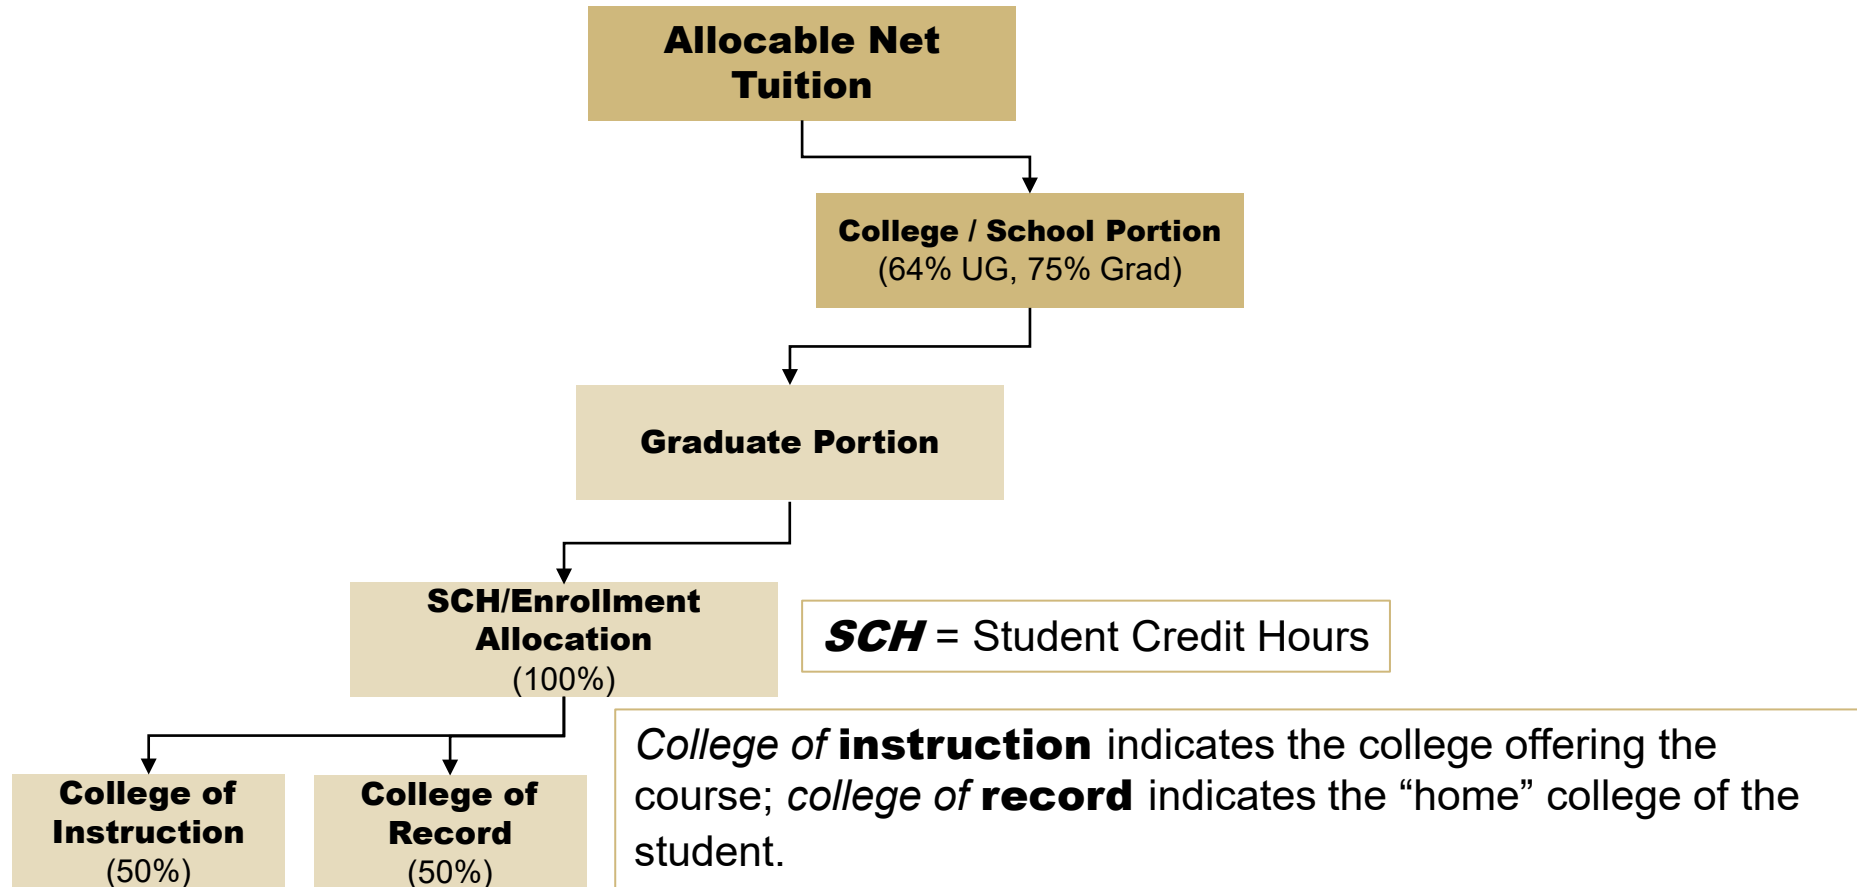 Allocable Net
Tuition
College / School Portion
(64% UG, 75% Grad)
Graduate Portion
SCH/Enrollment
Allocation
(100%)
SCH = Student Credit Hours
College of
Instruction
(50%)
College of
Record
(50%)
College of instruction indicates the college offering the
course; college of record indicates the “home” college of the
student.